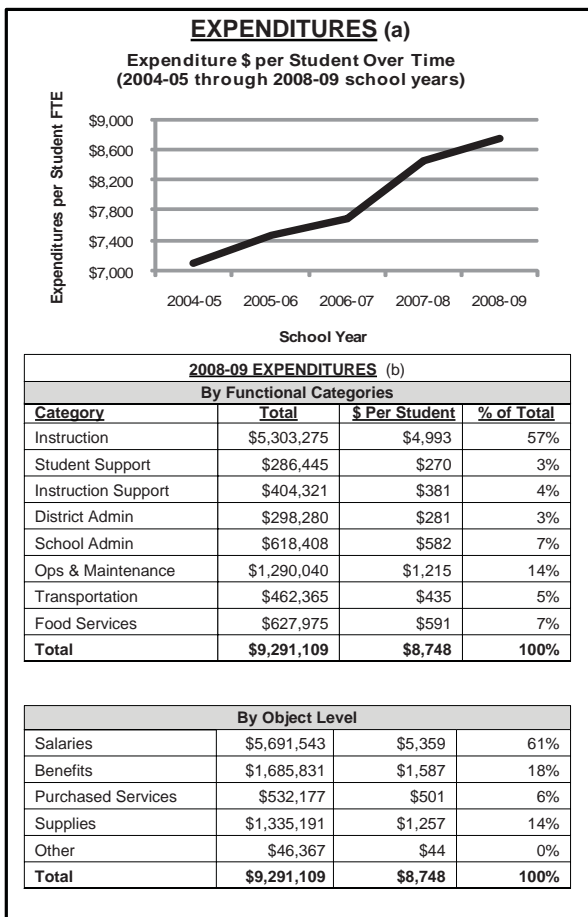 EXPENDITURES (a)
Expenditure $ per Student Over Time
(2004-05 through 2008-09 school years)
Expenditures per Student FTE
$9,000
$8,600
$8,200
$7,800
$7,400
$7,000
2004-05 2005-06 2006-07 2007-08 2008-09
School Year
2008-09 EXPENDITURES (b)
By Functional Categories
Category Total $ Per Student % of Total
Instruction $5,303,275 $4,993 57%
Student Support $286,445 $270 3%
Instruction Support $404,321 $381 4%
District Admin $298,280 $281 3%
School Admin $618,408 $582 7%
Ops & Maintenance $1,290,040 $1,215 14%
Transportation $462,365 $435 5%
Food Services $627,975 $591 7%
Total $9,291,109 $8,748 100%
By Object Level
Salaries $5,691,543 $5,359 61%
Benefits $1,685,831 $1,587 18%
Purchased Services $532,177 $501 6%
Supplies $1,335,191 $1,257 14%
Other $46,367 $44 0%
Total $9,291,109 $8,748 100%